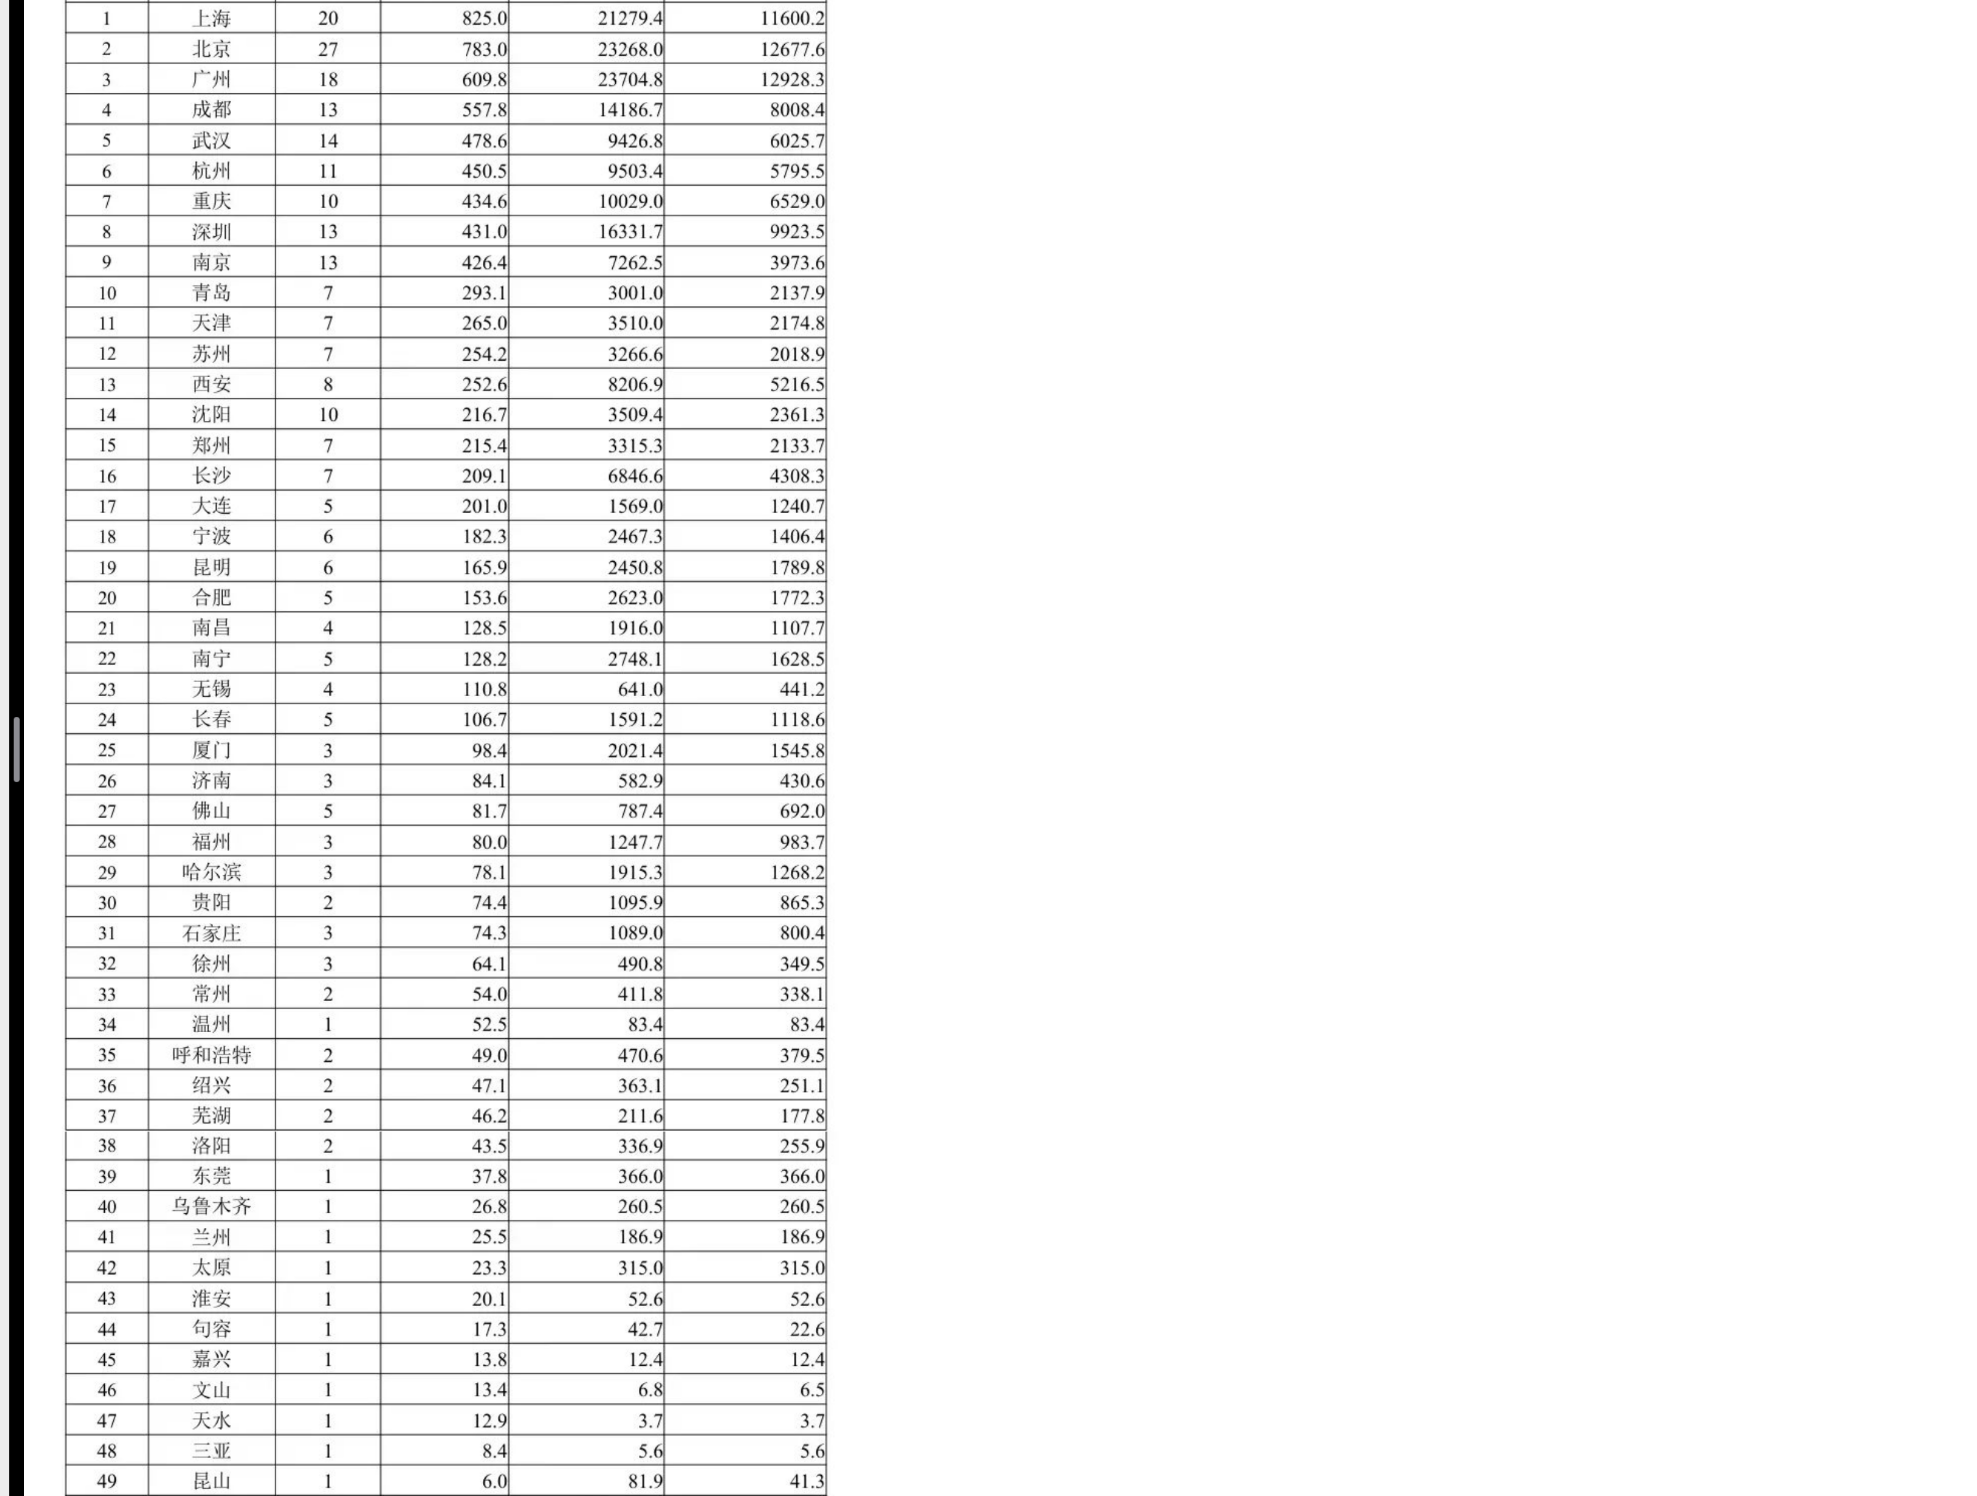 1 上海 20 825.0 21279.4 11600.2
2 北京 27 783.0 23268.0 12677.6
3 广州 18 609.8 23704.8 12928.3
4 成都 13 557.8 14186.7 8008.4
5 武汉 14 478.6 9426.8 6025.7
6 杭州 11 450.5 9503.4 5795.5
7 重庆 10 434.6 10029.0 6529.0
8 深圳 13 431.0 16331.7 9923.5
9 南京 13 426.4 7262.5 3973.6
10 青岛 7 293.1 3001.0 2137.9
11 天津 7 265.0 3510.0 2174.8
12 苏州 7 254.2 3266.6 2018.9
13 西安 8 252.6 8206.9 5216.5
14 沈阳 10 216.7 3509.4 2361.3
15 郑州 7 215.4 3315.3 2133.7
16 长沙 7 209.1 6846.6 4308.3
17 大连 5 201.0 1569.0 1240.7
18 宁波 6 182.3 2467.3 1406.4
19 昆明 6 165.9 2450.8 1789.8
20 合肥 5 153.6 2623.0 1772.3
21 南昌 4 128.5 1916.0 1107.7
22 南宁 5 128.2 2748.1 1628.5
23 无锡 4 110.8 641.0 441.2
24 长春 5 106.7 1591.2 1118.6
25 厦门 3 98.4 2021.4 1545.8
26 济南 3 84.1 582.9 430.6
27 佛山 5 81.7 787.4 692.0
28 福州 3 80.0 1247.7 983.7
29 哈尔滨 3 78.1 1915.3 1268.2
30 贵阳 2 74.4 1095.9 865.3
31 石家庄 3 74.3 1089.0 800.4
32 徐州 3 64.1 490.8 349.5
33 常州 2 54.0 411.8 338.1
34 温州 1 52.5 83.4 83.4
35 呼和浩特 2 49.0 470.6 379.5
36 绍兴 2 47.1 363.1 251.1
37 芜湖 2 46.2 211.6 177.8
38 洛阳 2 43.5 336.9 255.9
39 东莞 1 37.8 366.0 366.0
40 乌鲁木齐 1 26.8 260.5 260.5
41 兰州 1 25.5 186.9 186.9
42 太原 1 23.3 315.0 315.0
43 淮安 1 20.1 52.6 52.6
44 句容 1 17.3 42.7 22.6
45 嘉兴 1 13.8 12.4 12.4
46 文山 1 13.4 6.8 6.5
47 天水 1 12.9 3.7 3.7
48 三亚 1 8.4 5.6 5.6
49 昆山 1 6.0 81.9 41.3